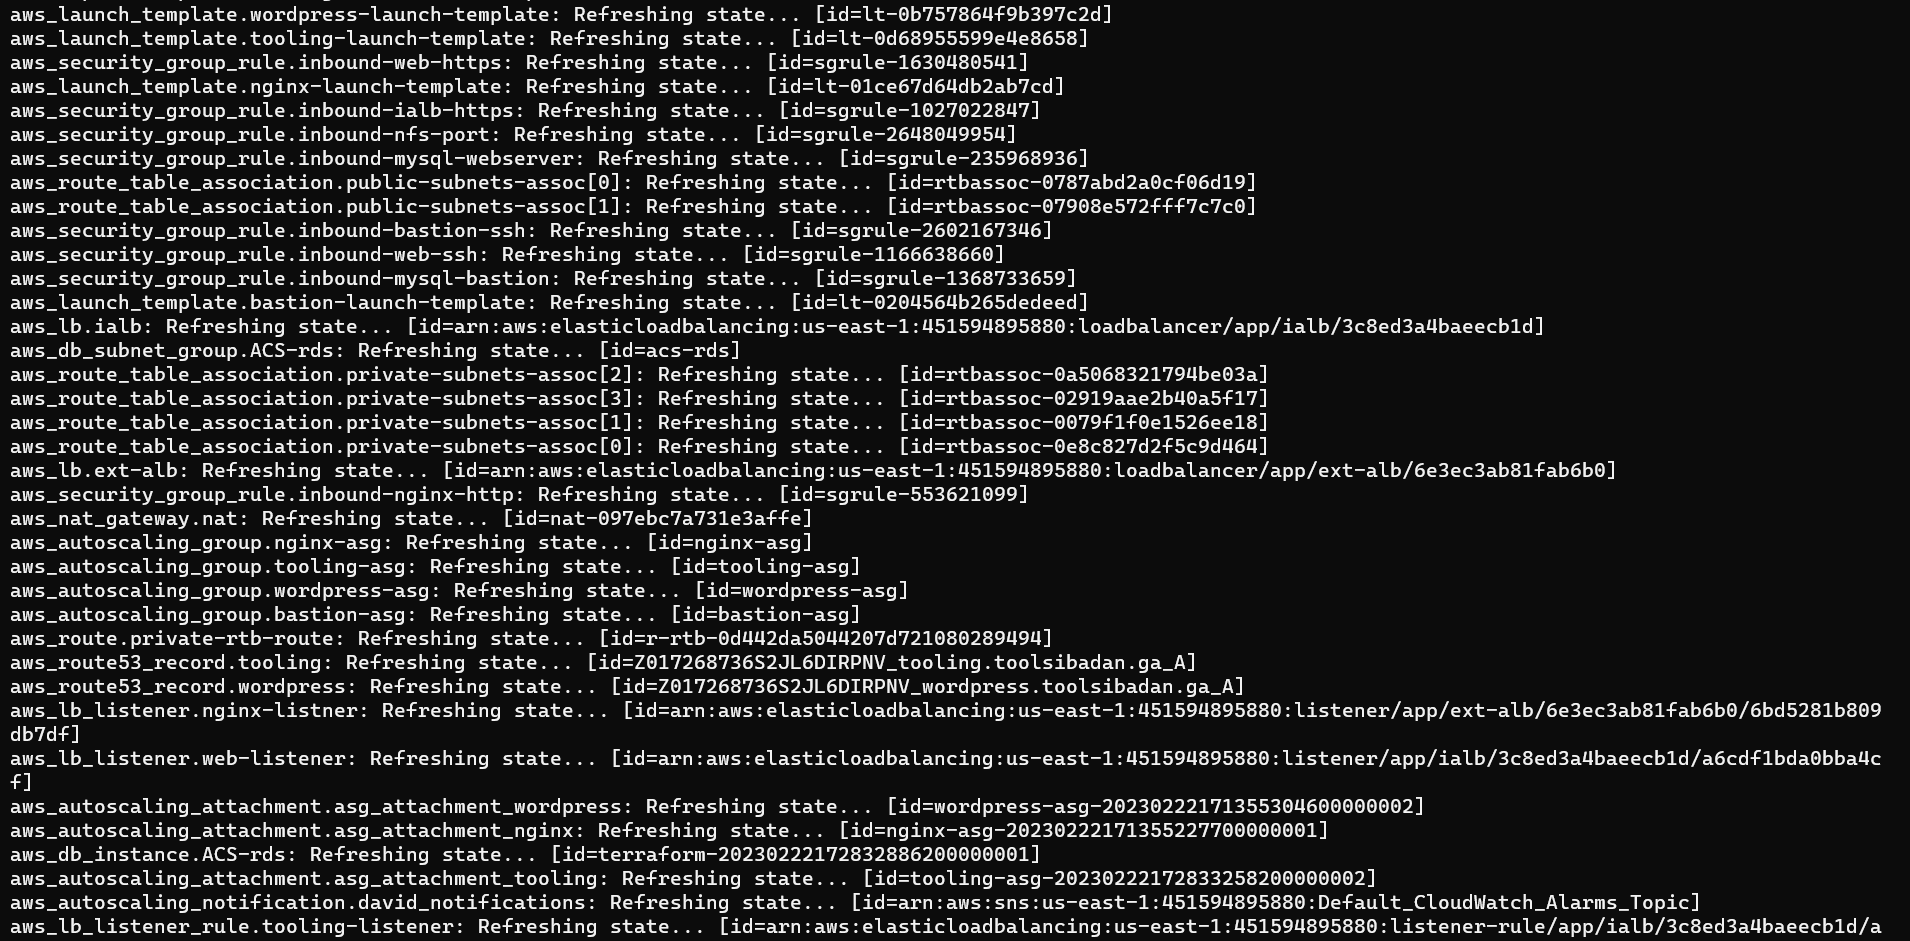 aws_launch_template.wordpress-launch-template: Refreshing state... [id=lt-0b757864f9b397c2d]
aws_launch_template.tooling-launch-template: Refreshing state... [id=lt-0d68955599e4e8658]
aws_security_group_rule.inbound-web-https: Refreshing state... [id=sgrule-1630480541]
aws_launch_template.nginx-launch-template: Refreshing state... [id=lt-01ce67d64db2ab7cd]
aws_security_group_rule.inbound-ialb-https: Refreshing state... [id=sgrule-1027022847]
aws_security_group_rule.inbound-nfs-port: Refreshing state... [id=sgrule-2648049954]
aws_security_group_rule.inbound-mysql-webserver: Refreshing state... [id=sgrule-235968936]
aws_route_table_association.public-subnets-assoc[0]: Refreshing state... [id=rtbassoc-0787abd2a0cf06d19]
aws_route_table_association.public-subnets-assoc[1]: Refreshing state... [id=rtbassoc-07908e572fff7c7c0]
aws_security_group_rule.inbound-bastion-ssh: Refreshing state... [id=sgrule-2602167346]
aws_security_group_rule.inbound-web-ssh: Refreshing state... [id=sgrule-1166638660]
aws_security_group_rule.inbound-mysql-bastion: Refreshing state... [id=sgrule-1368733659]
aws_launch_template.bastion-launch-template: Refreshing state... [id=lt-0204564b265dedeed]
aws_lb.ialb: Refreshing state... [id=arn:aws:elasticloadbalancing:us-east-1:451594895880:loadbalancer/app/ialb/3c8ed3a4baeecb1d]
aws_db_subnet_group.ACS-rds: Refreshing state... [id=acs-rds]
aws_route_table_association.private-subnets-assoc[2]: Refreshing state... [id=rtbassoc-0a5068321794be03a]
aws_route_table_association.private-subnets-assoc[3]: Refreshing state... [id=rtbassoc-02919aae2b40a5f17]
aws_route_table_association.private-subnets-assoc[1]: Refreshing state... [id=rtbassoc-0079f1f0e1526ee18]
aws_route_table_association.private-subnets-assoc[0]: Refreshing state... [id=rtbassoc-0e8c827d2f5c9d464]
aws_lb.ext-alb: Refreshing state... [id=arn:aws:elasticloadbalancing:us-east-1:451594895880:loadbalancer/app/ext-alb/6e3ec3ab81fab6b0]
aws_security_group_rule.inbound-nginx-http: Refreshing state... [id=sgrule-553621099]
aws_nat_gateway.nat: Refreshing state... [id=nat-097ebc7a731e3affe]
aws_autoscaling_group.nginx-asg: Refreshing state... [id=nginx-asg]
aws_autoscaling_group.tooling-asg: Refreshing state... [id=tooling-asg]
aws_autoscaling_group.wordpress-asg: Refreshing state... [id=wordpress-asg]
aws_autoscaling_group.bastion-asg: Refreshing state... [id=bastion-asg]
aws_route.private-rtb-route: Refreshing state... [id=r-rtb-0d442da5044207d721080289494]
aws_route53_record.tooling: Refreshing state... [id=Z017268736S2JL6DIRPNV_tooling.toolsibadan.ga_A]
aws_route53_record.wordpress: Refreshing state... [id=Z017268736S2JL6DIRPNV_wordpress.toolsibadan.ga_A]
aws_lb_listener.nginx-listner: Refreshing state... [id=arn:aws:elasticloadbalancing:us-east-1:451594895880:listener/app/ext-alb/6e3ec3ab81fab6b0/6bd5281b809
db7df]
aws_lb_listener.web-listener: Refreshing state... [id=arn:aws:elasticloadbalancing:us-east-1:451594895880:listener/app/ialb/3c8ed3a4baeecb1d/a6cdf1bda0bba4c
f]
aws_autoscaling_attachment.asg_attachment_wordpress: Refreshing state... [id=wordpress-asg-20230222171355304600000002]
aws_autoscaling_attachment.asg_attachment_nginx: Refreshing state... [id=nginx-asg-20230222171355227700000001]
aws_db_instance.ACS-rds: Refreshing state... [id=terraform-20230222172832886200000001]
aws_autoscaling_attachment.asg_attachment_tooling: Refreshing state... [id=tooling-asg-20230222172833258200000002]
aws_autoscaling_notification.david_notifications: Refreshing state... [id=arn:aws:sns:us-east-1:451594895880:Default_CloudWatch_Alarms_Topic]
aws_lb_listener_rule.tooling-listener: Refreshing state... [id=arn:aws:elasticloadbalancing:us-east-1:451594895880:listener-rule/app/ialb/3c8ed3a4baeecb1d/a